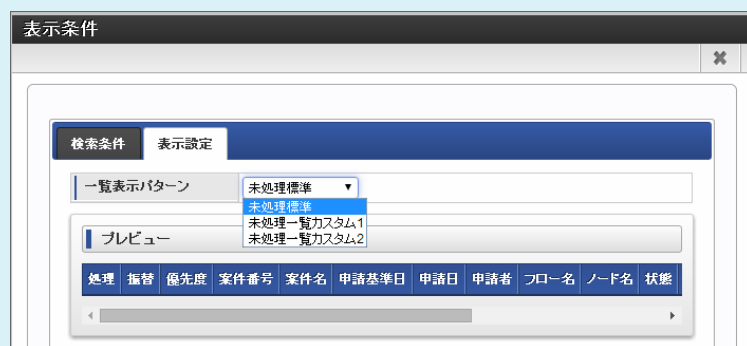 表示条件
検索条件 表示設定
一覧表示パターン 未処理標準
未処理標準
未処理一覧カスタム1
未処理一覧カスタム2
プレビュー
処理 振替 優先度 案件番号 案件名 申請基準日 申請日 申請者 フロー名 ノード名 状態